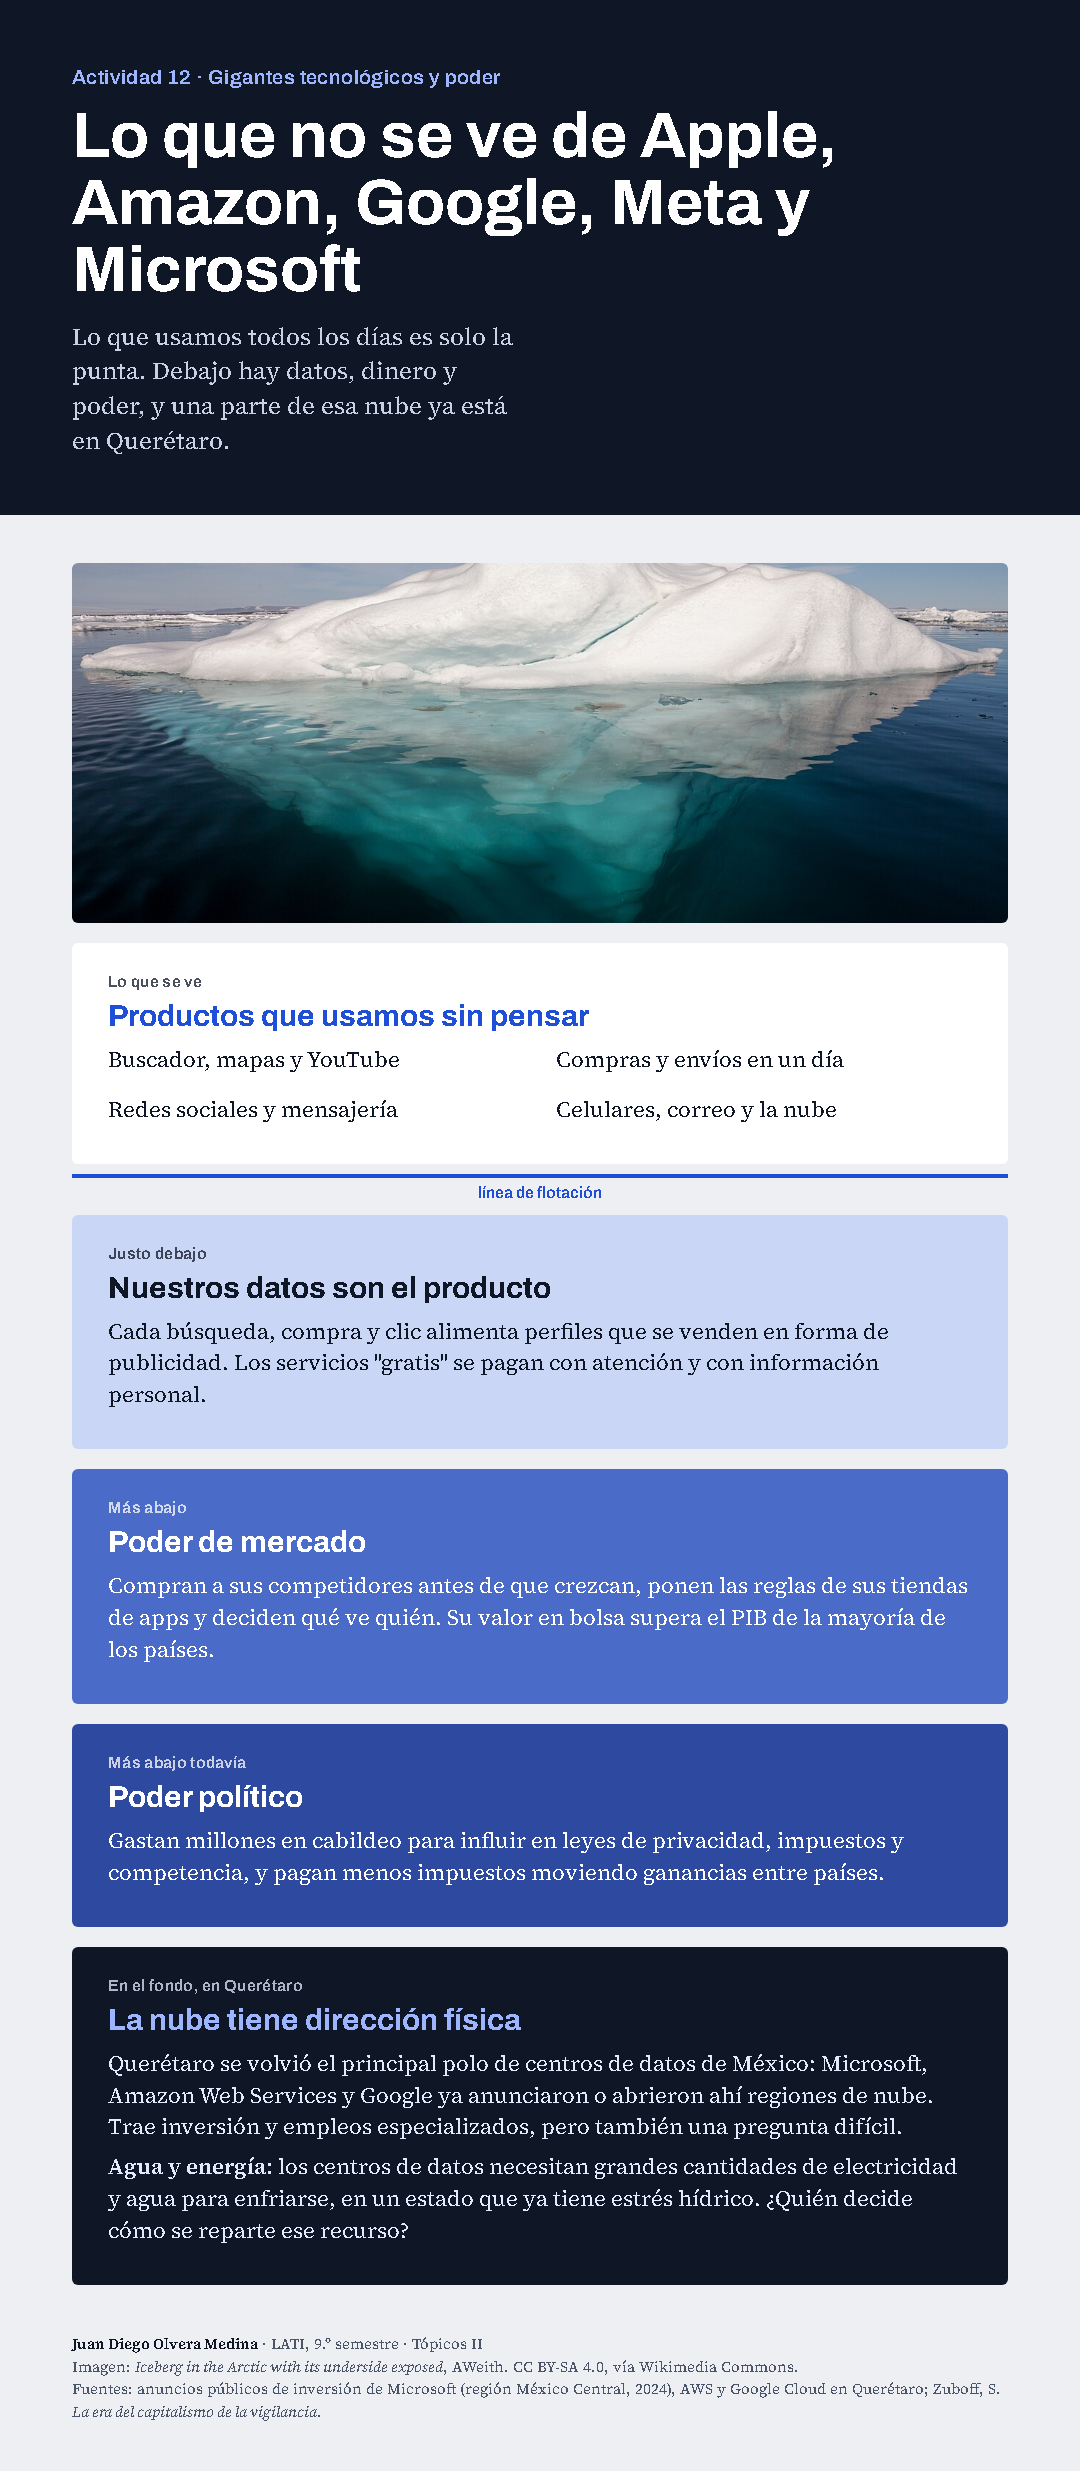 Actividad 12 · Gigantes tecnológicos y poder
Lo que no se ve de Apple,
Amazon, Google, Meta y
Microsoft
Lo que usamos todos los días es solo la
punta. Debajo hay datos, dinero y
poder, y una parte de esa nube ya está
en Querétaro.
Lo que se ve
Productos que usamos sin pensar
Buscador, mapas y YouTube
Compras y envíos en un día
Redes sociales y mensajería
Celulares, correo y la nube
línea de flotación
Justo debajo
Nuestros datos son el producto
Cada búsqueda, compra y clic alimenta perfiles que se venden en forma de
publicidad. Los servicios "gratis" se pagan con atención y con información
personal.
Más abajo
Poder de mercado
Compran a sus competidores antes de que crezcan, ponen las reglas de sus tiendas
de apps y deciden qué ve quién. Su valor en bolsa supera el PIB de la mayoría de
los países.
Más abajo todavía
Poder político
Gastan millones en cabildeo para influir en leyes de privacidad, impuestos y
competencia, y pagan menos impuestos moviendo ganancias entre países.
En el fondo, en Querétaro
La nube tiene dirección física
Querétaro se volvió el principal polo de centros de datos de México: Microsoft,
Amazon Web Services y Google ya anunciaron o abrieron ahí regiones de nube.
Trae inversión y empleos especializados, pero también una pregunta difícil.
Agua y energía: los centros de datos necesitan grandes cantidades de electricidad
y agua para enfriarse, en un estado que ya tiene estrés hídrico. ¿Quién decide
cómo se reparte ese recurso?
Juan Diego Olvera Medina · LATI, 9.º semestre · Tópicos II
Imagen: Iceberg in the Arctic with its underside exposed, AWeith. CC BY-SA 4.0, vía Wikimedia Commons.
Fuentes: anuncios públicos de inversión de Microsoft (región México Central, 2024), AWS y Google Cloud en Querétaro; Zuboff, S.
La era del capitalismo de la vigilancia.